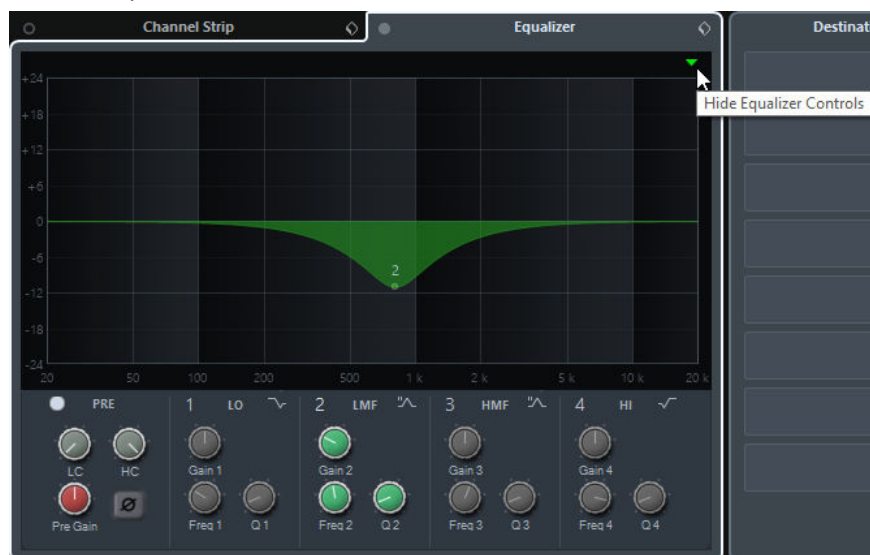 Channel Strip
Equalizer
Destinat
Hide Equalizer Controls
+24
+18
+12
+6
0
-6
-12
-18
-24
2
20 50 100 200 500 1 k 2 k 5 k 10 k 20 k
PRE 1 LO 2 LMF 3 HMF 4 HI
LC HC Gain 1 Gain 2 Gain 3 Gain 4
Pre Gain Freq 1 Q 1 Freq 2 Q 2 Freq 3 Q 3 Freq 4 Q 4